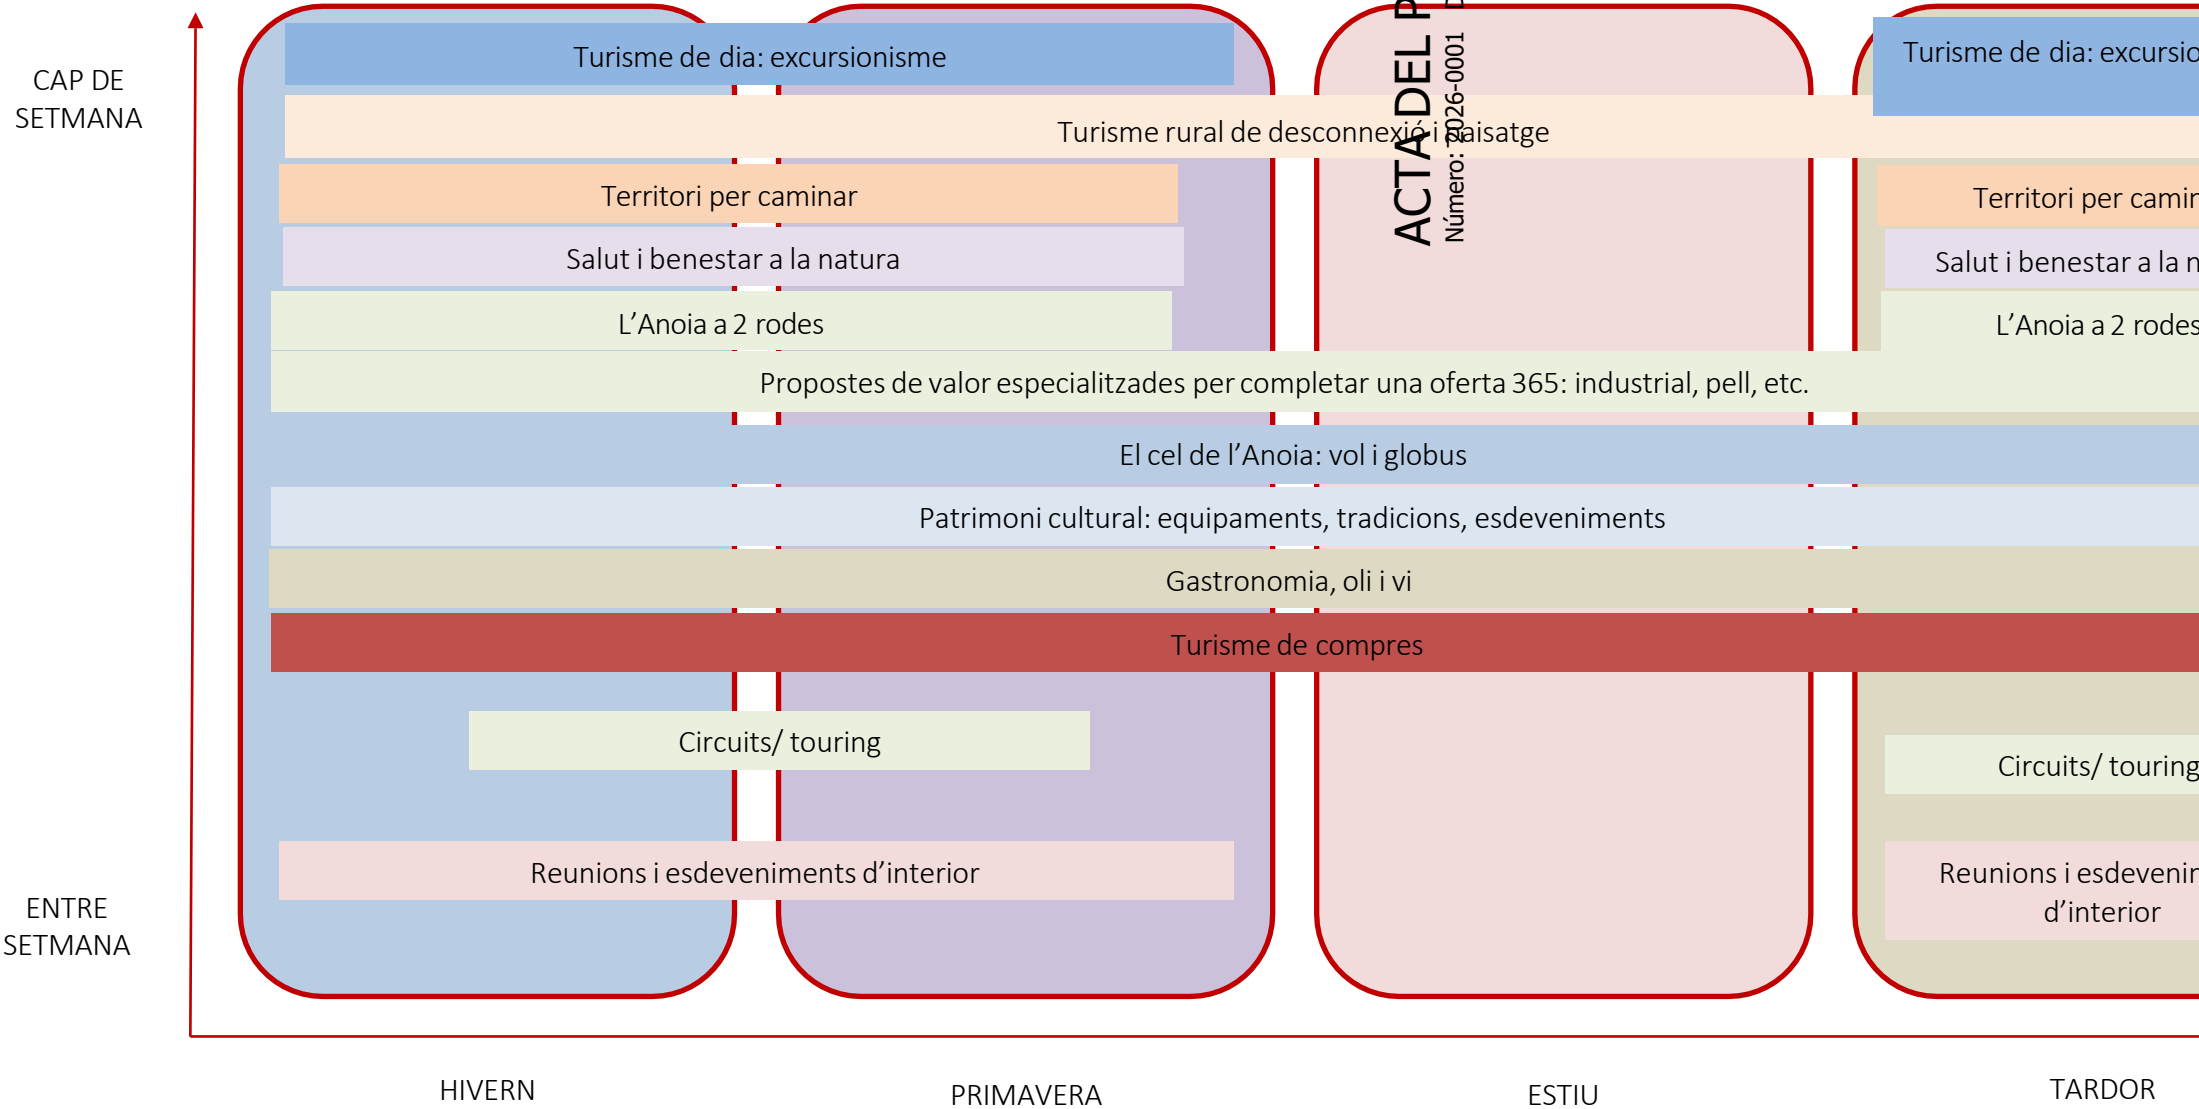 CAP DE
SETMANA
Turisme de dia: excursionisme
Turisme de dia: excursio
Turisme rural de desconnexió i paisatge
Territori per caminar
Territori per camin
Salut i benestar a la natura
Salut i benestar a la n
L’Anoia a 2 rodes
L’Anoia a 2 rodes
Propostes de valor especialitzades per completar una oferta 365: industrial, pell, etc.
El cel de l’Anoia: vol i globus
Patrimoni cultural: equipaments, tradicions, esdeveniments
Gastronomia, oli i vi
Turisme de compres
Circuits/ touring
Circuits/ touring
Reunions i esdeveniments d’interior
Reunions i esdevenim
d’interior
ENTRE
SETMANA
HIVERN
PRIMAVERA
ESTIU
TARDOR
ACTA DEL P
Número: 2026-0001